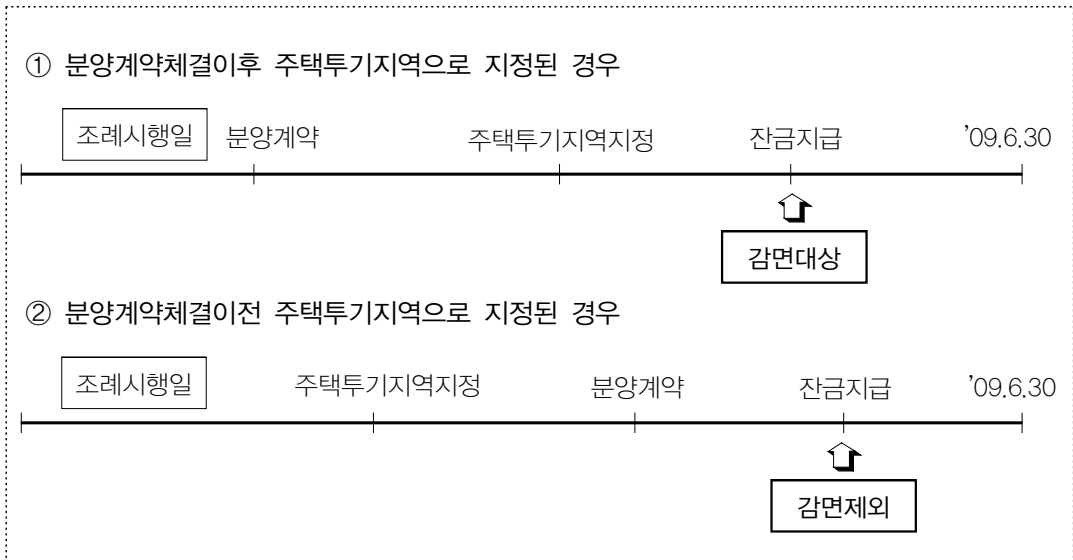 ① 분양계약체결이후 주택투기지역으로 지정된 경우
조례시행일 분양계약 주택투기지역지정 잔금지급 ’09.6.30
감면대상
② 분양계약체결이전 주택투기지역으로 지정된 경우
조례시행일 주택투기지역지정 분양계약 잔금지급 ’09.6.30
감면제외